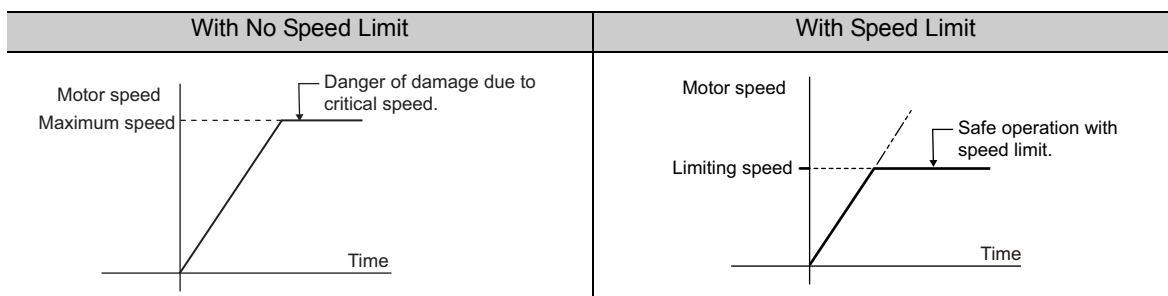 With No Speed Limit
With Speed Limit
Motor speed
Maximum speed
Danger of damage due to
critical speed.
Time
Motor speed
Limiting speed
Safe operation with
speed limit.
Time